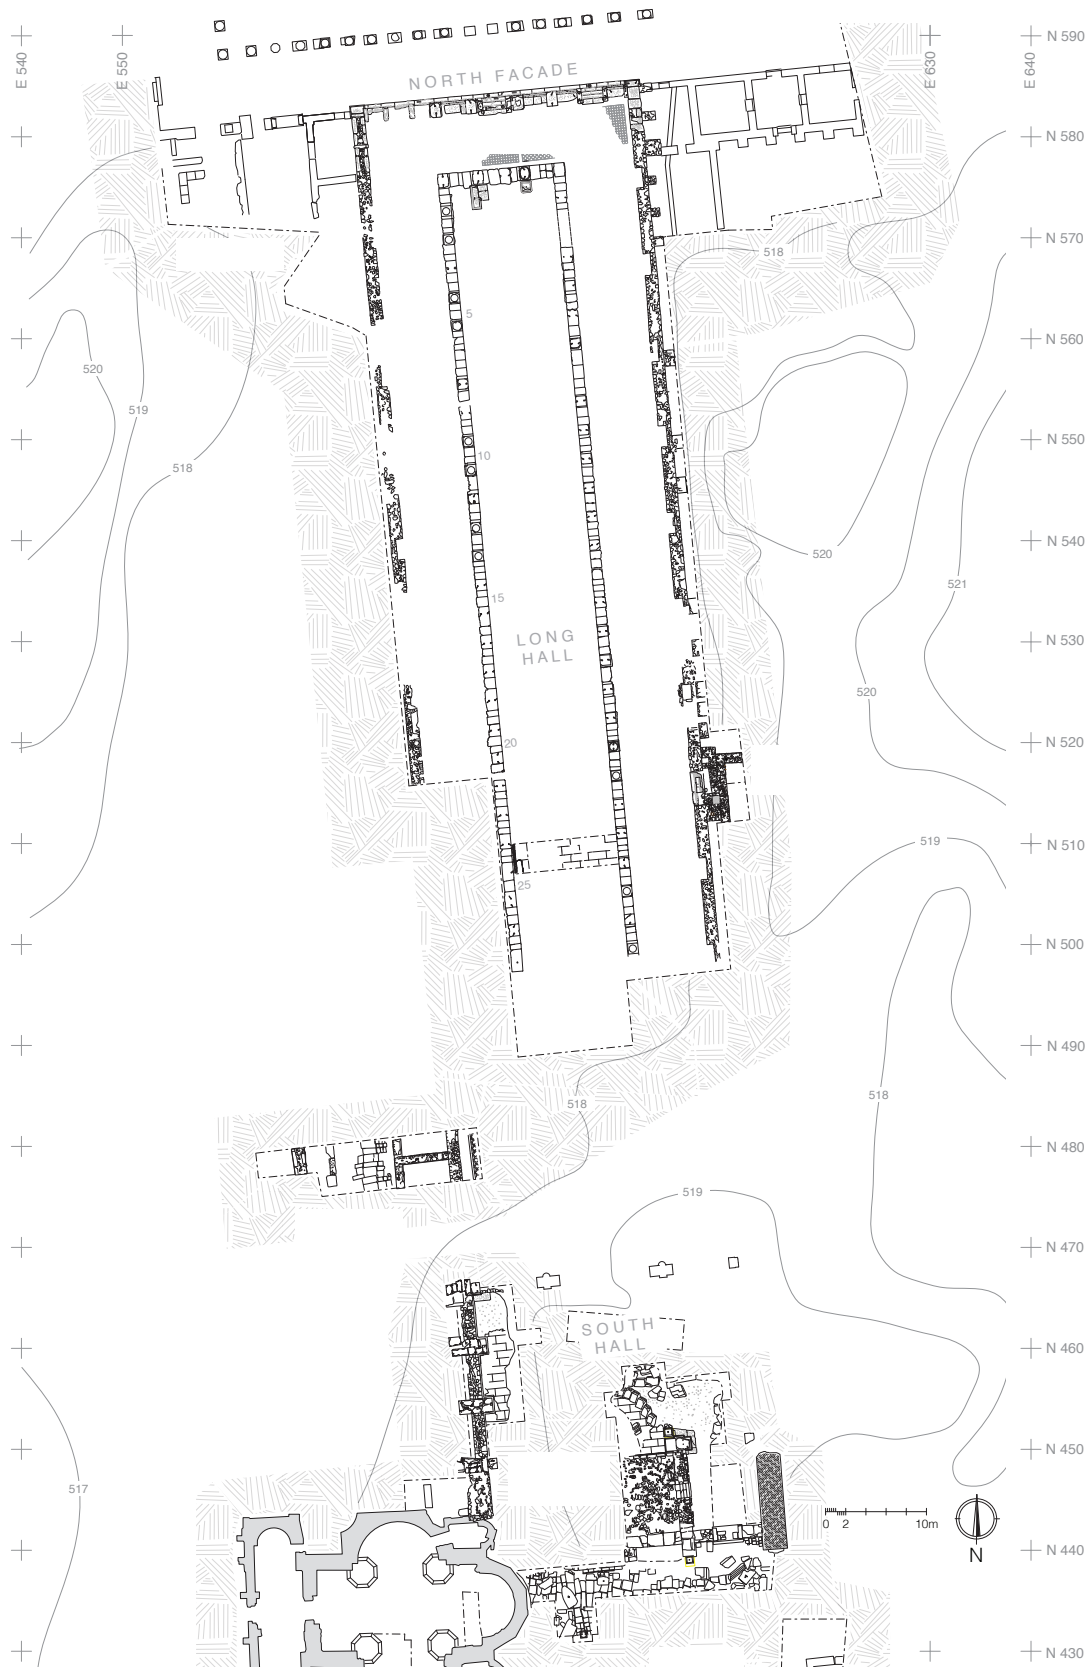 E 540
E 550
E 630
E 640
N 590
NORTH FACADE
N 580
N 570
518
5
N 560
520
519
N 550
10
518
520
N 540
521
15
LONG
HALL
N 530
520
20
N 520
519
N 510
25
N 500
N 490
518
518
N 480
519
N 470
SOUTH
HALL
N 460
N 450
517
0 2 10m
N
N 440
N 430